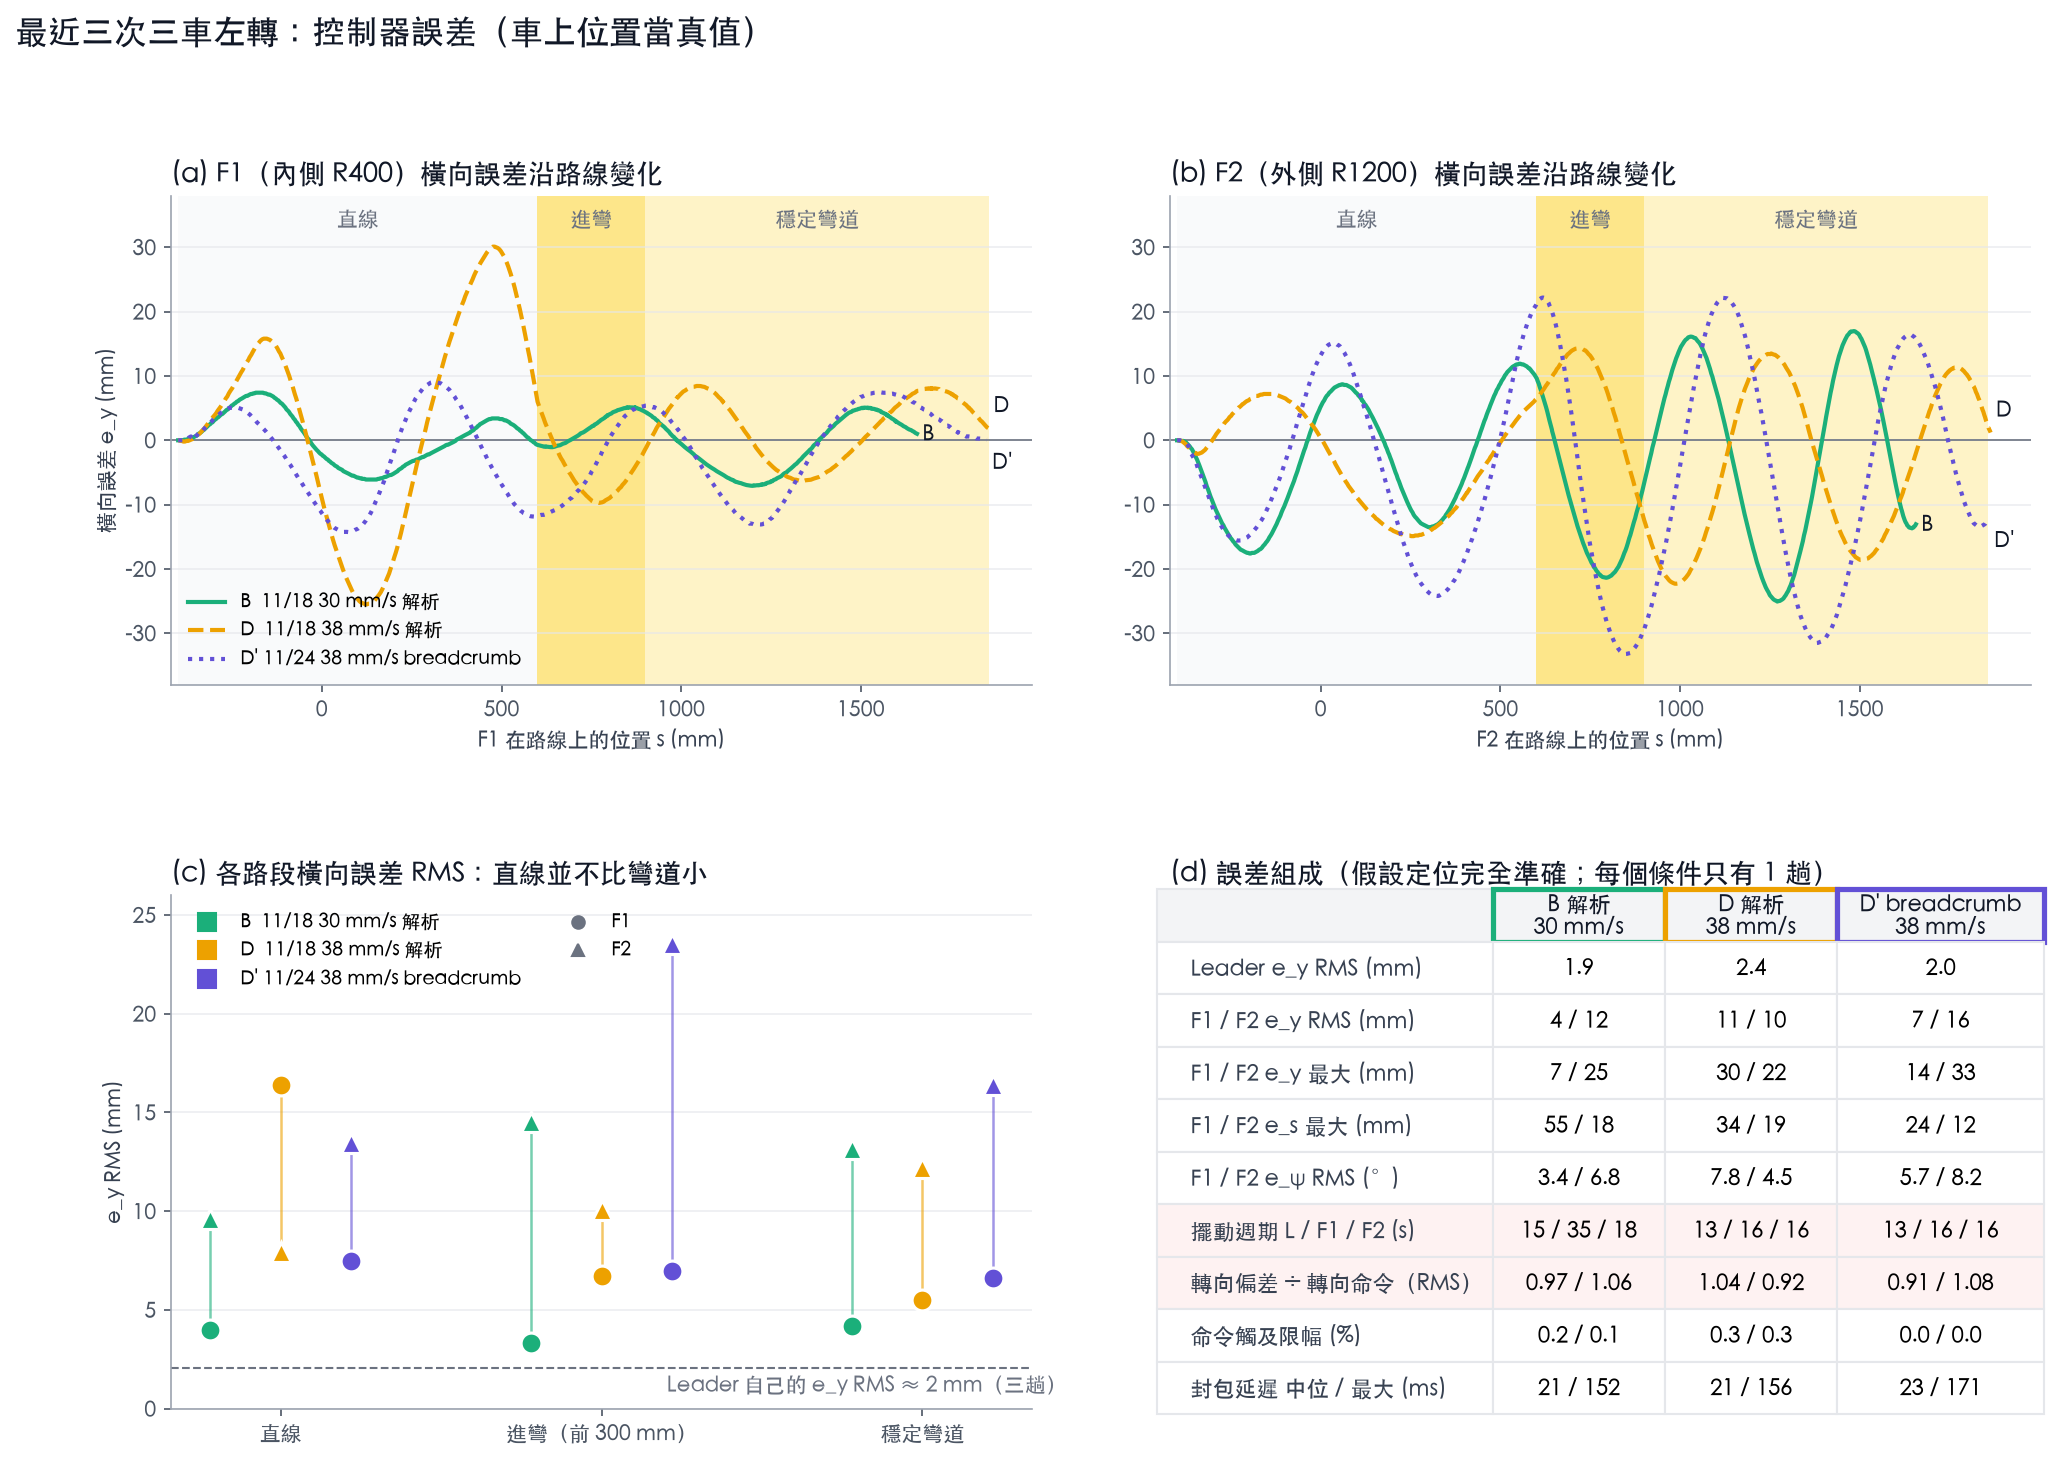 最近三次三車左轉：控制器誤差（車上位置當真值）
(a) F1（內側 R400）橫向誤差沿路線變化
直線
進彎
穩定彎道
30
20
10
0
-10
-20
-30
橫向誤差 e_y (mm)
D
B
D'
B 11/18 30 mm/s 解析
D 11/18 38 mm/s 解析
D' 11/24 38 mm/s breadcrumb
0
500
1000
1500
F1 在路線上的位置 s (mm)
(b) F2（外側 R1200）橫向誤差沿路線變化
直線
進彎
穩定彎道
30
20
10
0
-10
-20
-30
D
B
D'
0
500
1000
1500
F2 在路線上的位置 s (mm)
(c) 各路段橫向誤差 RMS：直線並不比彎道小
25
20
15
10
5
0
e_y RMS (mm)
B 11/18 30 mm/s 解析
D 11/18 38 mm/s 解析
D' 11/24 38 mm/s breadcrumb
F1
F2
Leader 自己的 e_y RMS ≈ 2 mm（三趟）
直線
進彎（前 300 mm）
穩定彎道
(d) 誤差組成（假設定位完全準確；每個條件只有 1 趟）
B 解析
30 mm/s
D 解析
38 mm/s
D' breadcrumb
38 mm/s
Leader e_y RMS (mm) 1.9 2.4 2.0
F1 / F2 e_y RMS (mm) 4 / 12 11 / 10 7 / 16
F1 / F2 e_y 最大 (mm) 7 / 25 30 / 22 14 / 33
F1 / F2 e_s 最大 (mm) 55 / 18 34 / 19 24 / 12
F1 / F2 e_ψ RMS (°) 3.4 / 6.8 7.8 / 4.5 5.7 / 8.2
擺動週期 L / F1 / F2 (s) 15 / 35 / 18 13 / 16 / 16 13 / 16 / 16
轉向偏差 ÷ 轉向命令（RMS） 0.97 / 1.06 1.04 / 0.92 0.91 / 1.08
命令觸及限幅 (%) 0.2 / 0.1 0.3 / 0.3 0.0 / 0.0
封包延遲 中位 / 最大 (ms) 21 / 152 21 / 156 23 / 171